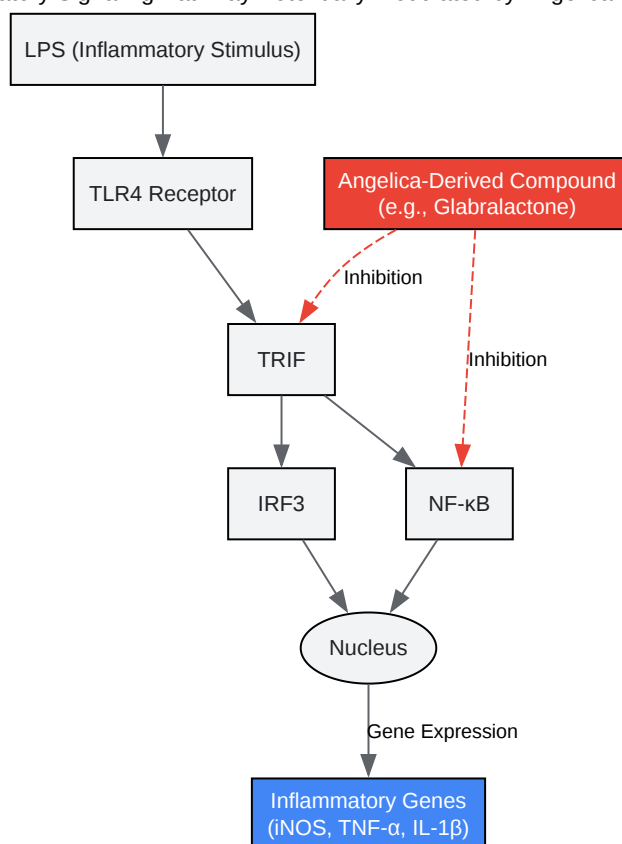 LPS (Inflammatory Stimulus)
TLR4 Receptor
Angelica-Derived Compound
(e.g., Glabralactone)
Inhibition
TRIF
Inhibition
IRF3
NF-κB
Nucleus
Gene Expression
Inflammatory Genes
(iNOS, TNF-α, IL-1β)